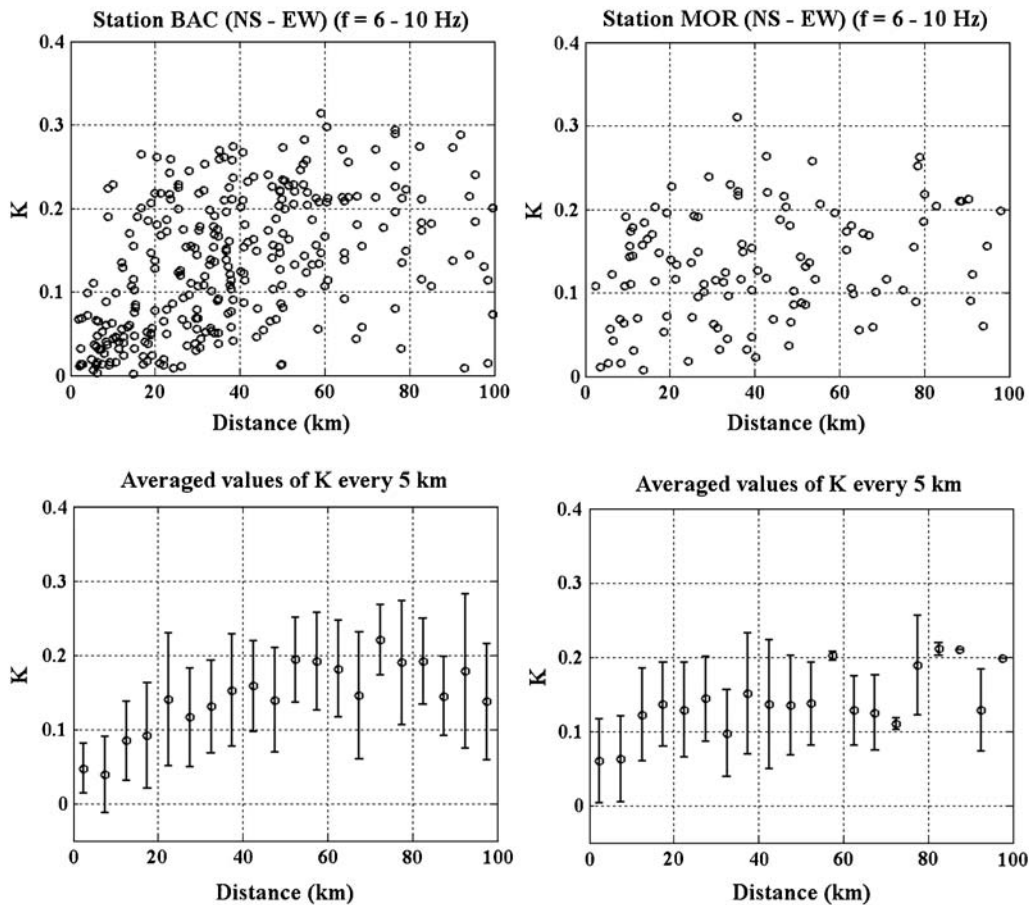 Station BAC (NS - EW) (f = 6 - 10 Hz)
0.4
0.3
0.2
0.1
0
K
0 20 40 60 80 100
Distance (km)
Station MOR (NS - EW) (f = 6 - 10 Hz)
0.4
0.3
0.2
0.1
0
K
0 20 40 60 80 100
Distance (km)
Averaged values of K every 5 km
0.4
0.3
0.2
0.1
0
K
0 20 40 60 80 100
Distance (km)
Averaged values of K every 5 km
0.4
0.3
0.2
0.1
0
K
0 20 40 60 80 100
Distance (km)